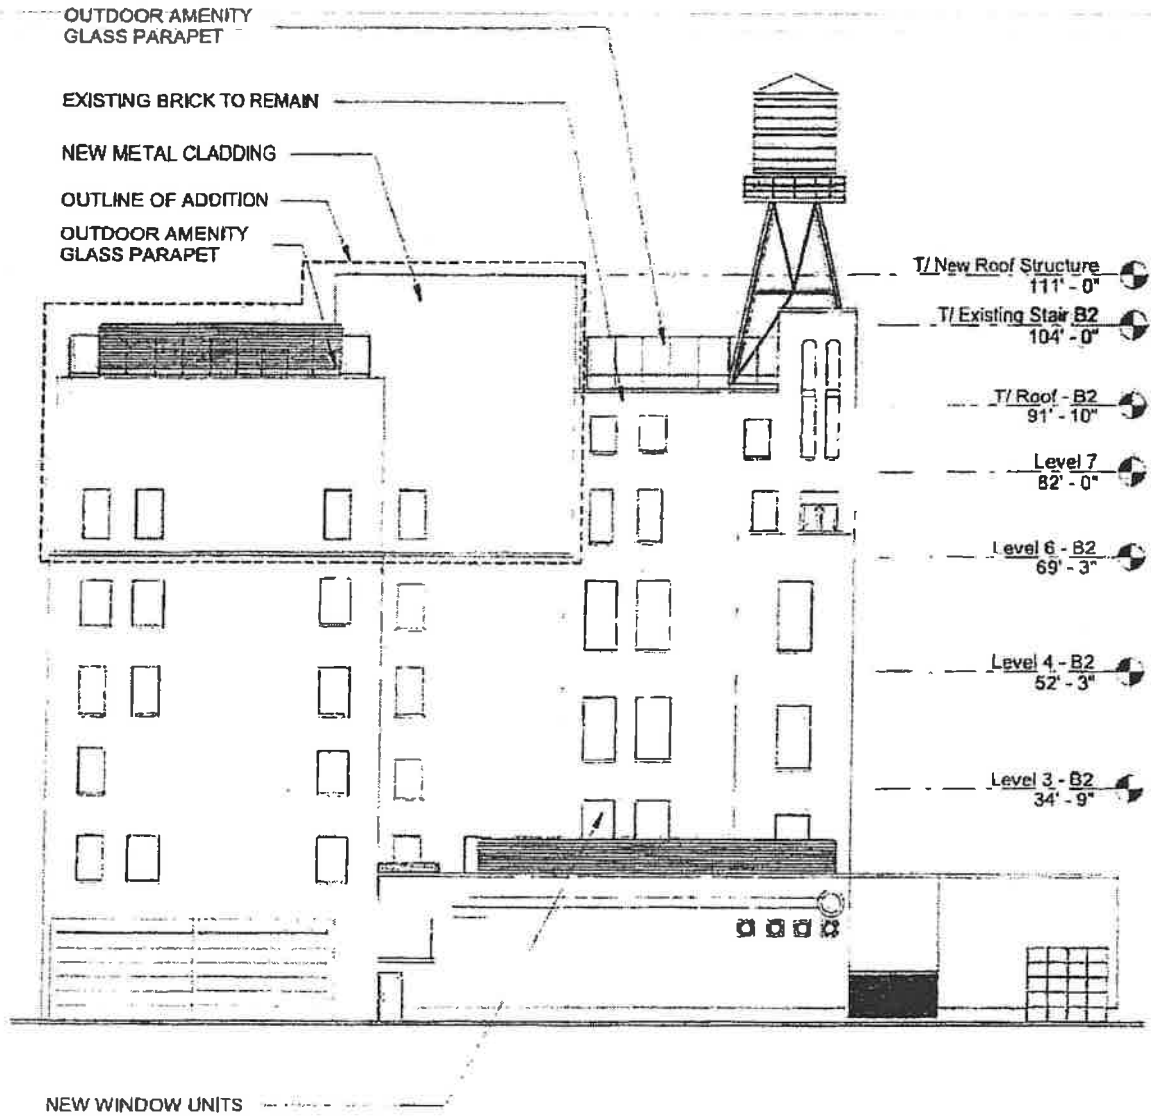 OUTDOOR AMENITY
GLASS PARAPET
EXISTING BRICK TO REMAIN
NEW METAL CLADDING
OUTLINE OF ADDITION
OUTDOOR AMENITY
GLASS PARAPET
T/ New Roof Structure
111' - 0"
T/ Existing Stair B2
104' - 0"
T/ Roof - B2
91' - 10"
Level 7
82' - 0"
Level 6 - B2
69' - 3"
Level 4 - B2
52' - 3"
Level 3 - B2
34' - 9"
NEW WINDOW UNITS